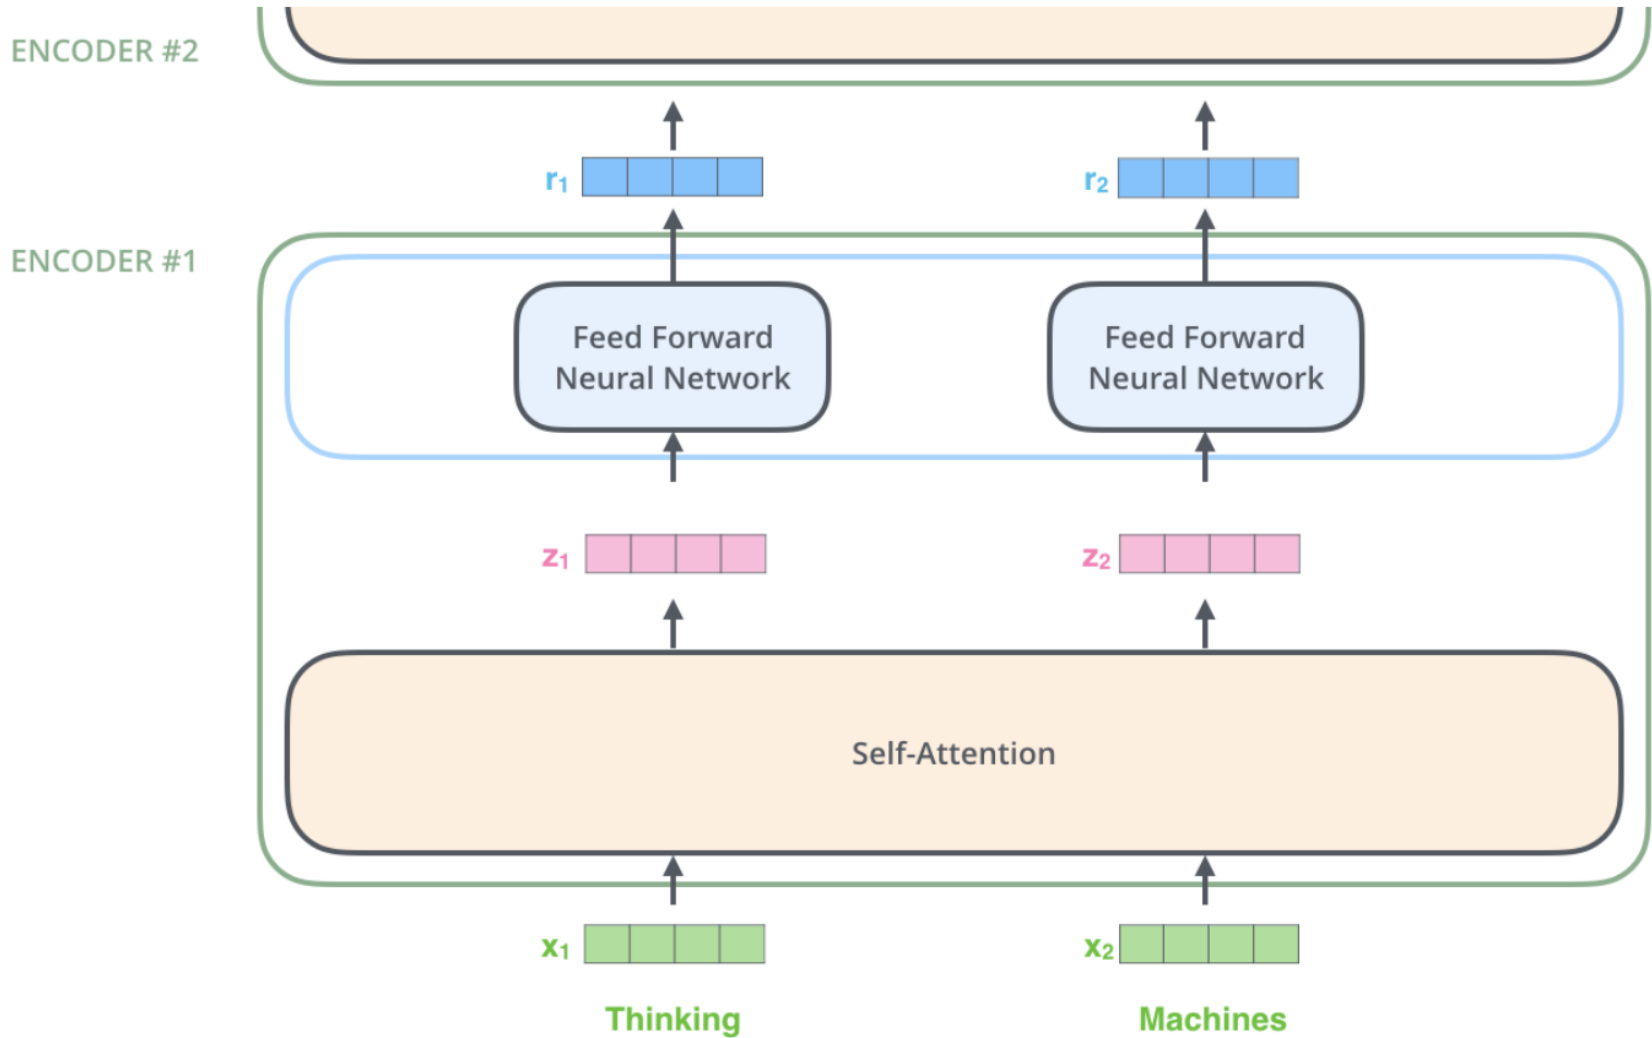 ENCODER #2
r₁
r₂
ENCODER #1
Feed Forward
Neural Network
Feed Forward
Neural Network
z₁
z₂
Self-Attention
x₁
x₂
Thinking
Machines